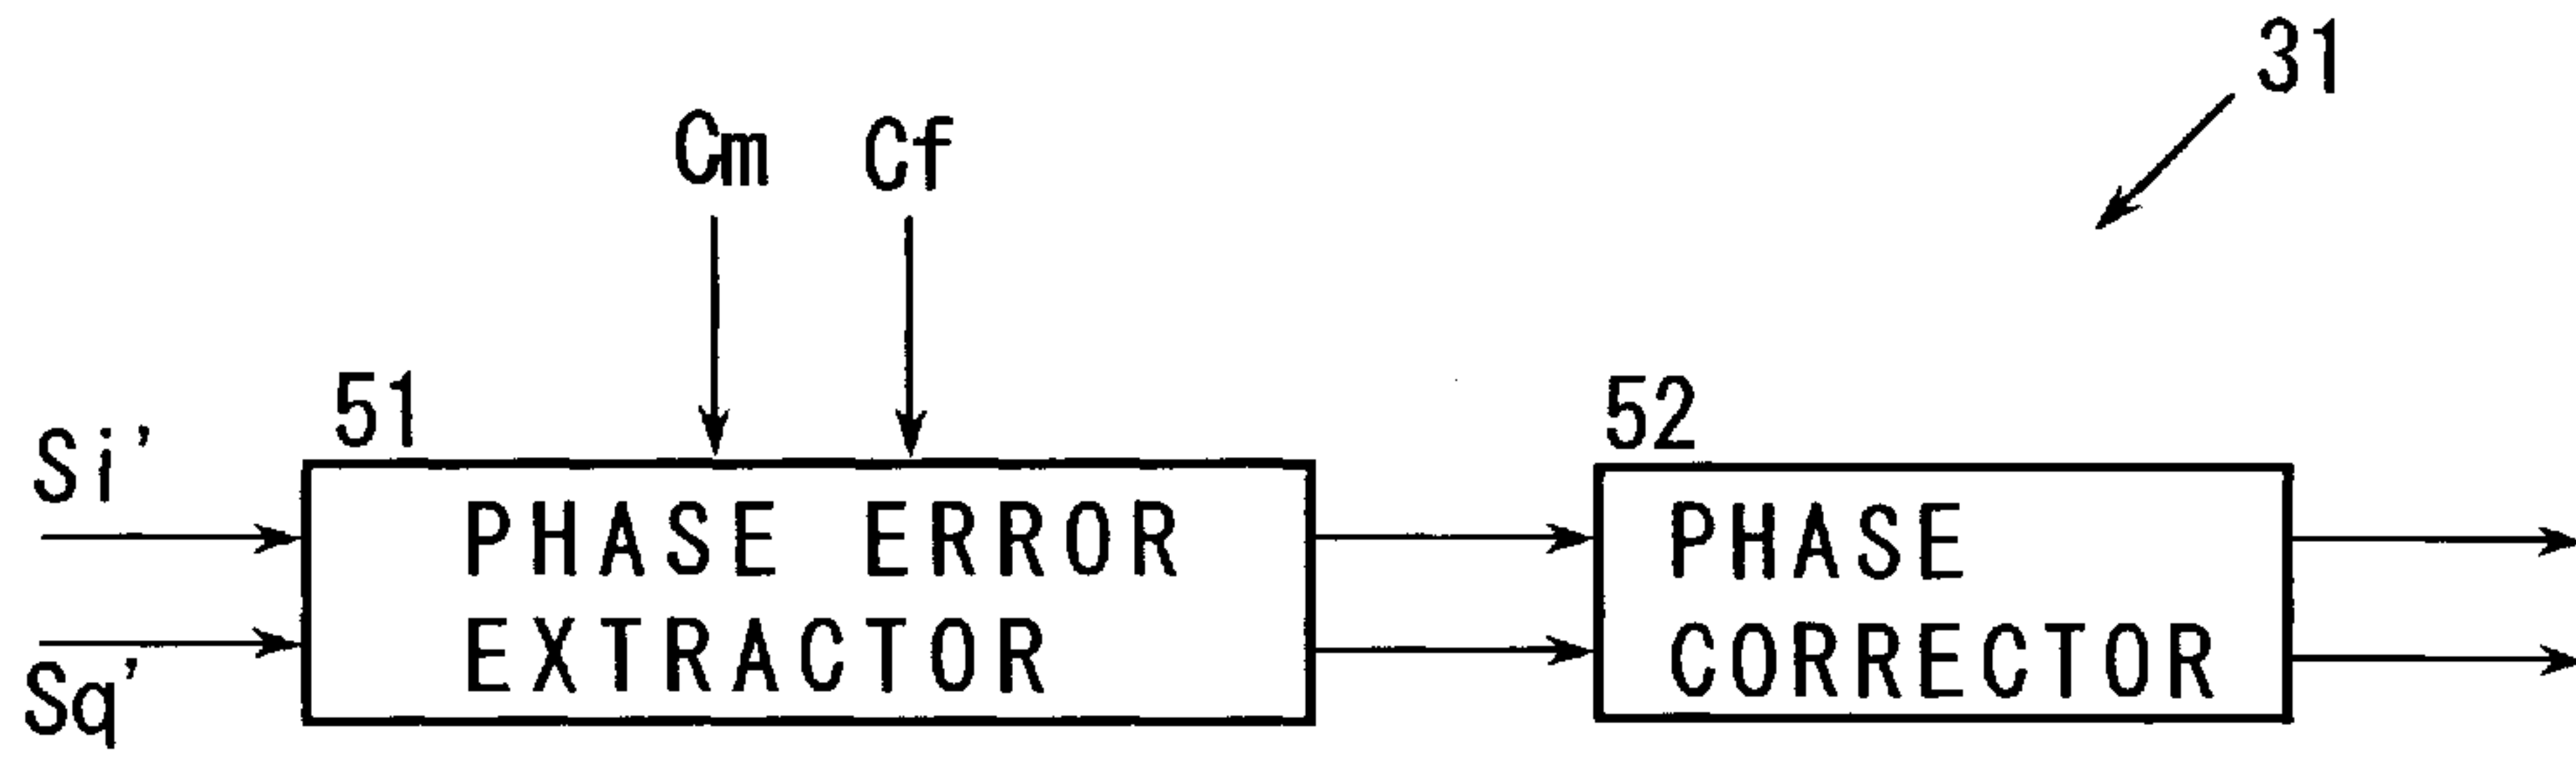 31
Cm Cf
51
52
Si'
Sq'
PHASE ERROR
EXTRACTOR
PHASE
CORRECTOR